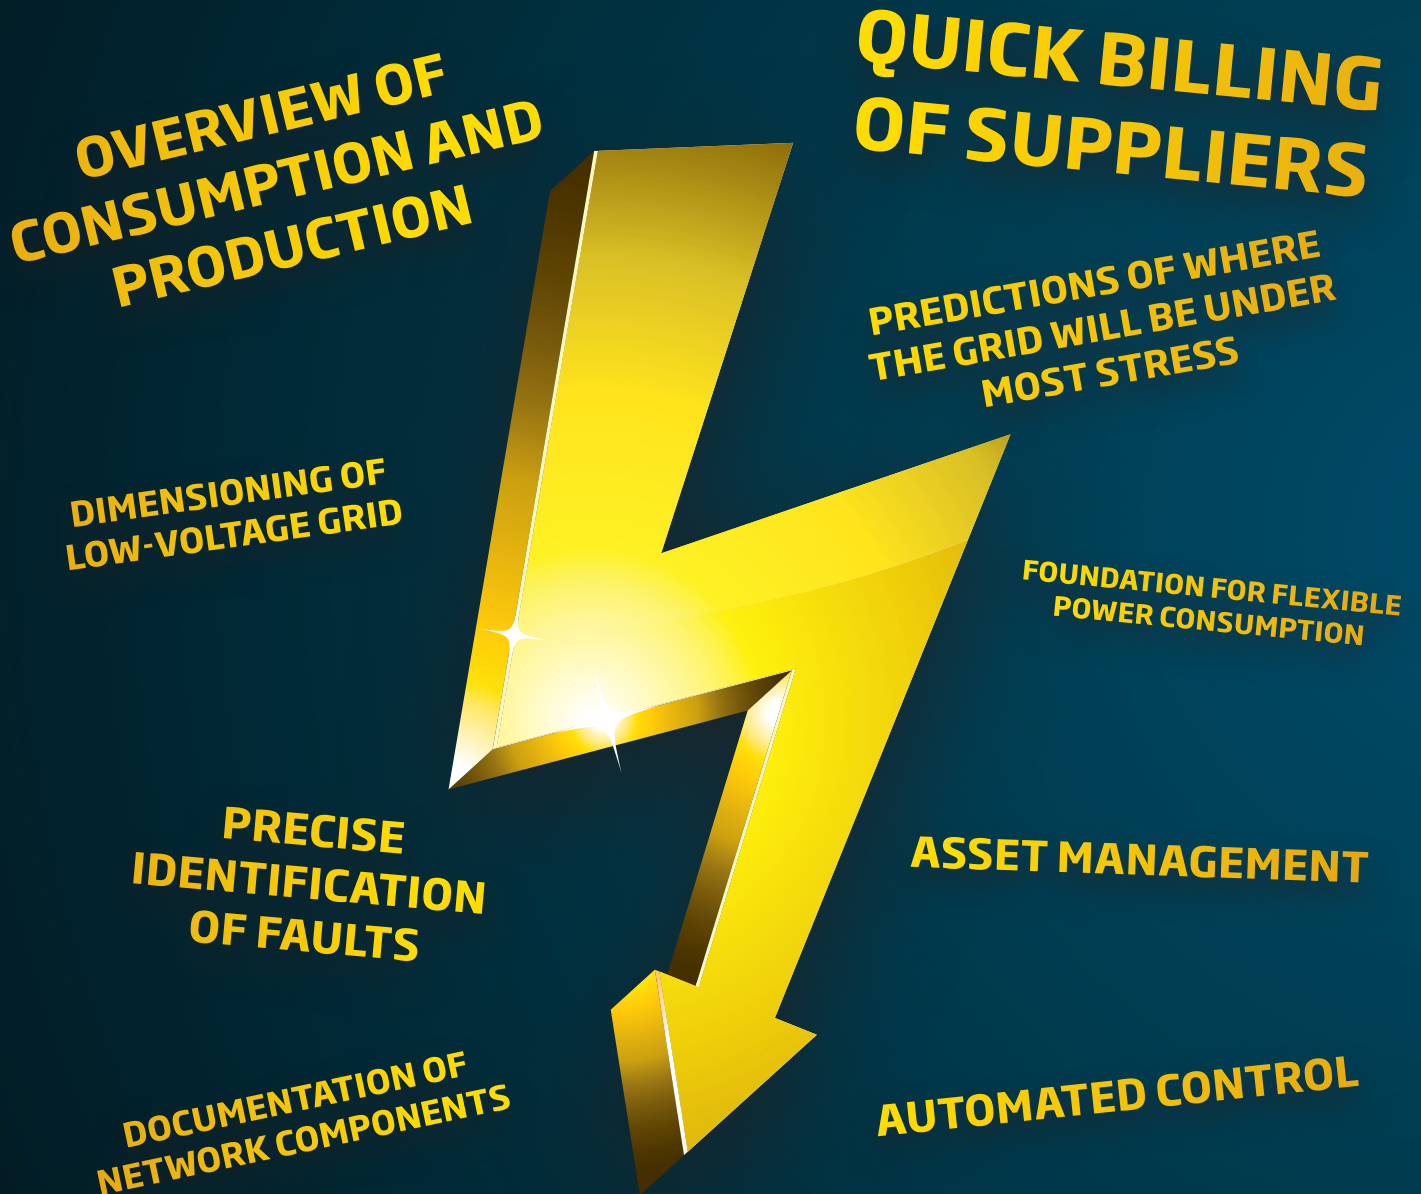 OVERVIEW OF
CONSUMPTION AND
PRODUCTION
QUICK BILLING
OF SUPPLIERS
PREDICTIONS OF WHERE
THE GRID WILL BE UNDER
MOST STRESS
DIMENSIONING OF
LOW-VOLTAGE GRID
FOUNDATION FOR FLEXIBLE
POWER CONSUMPTION
PRECISE
IDENTIFICATION
OF FAULTS
ASSET MANAGEMENT
DOCUMENTATION OF
NETWORK COMPONENTS
AUTOMATED CONTROL